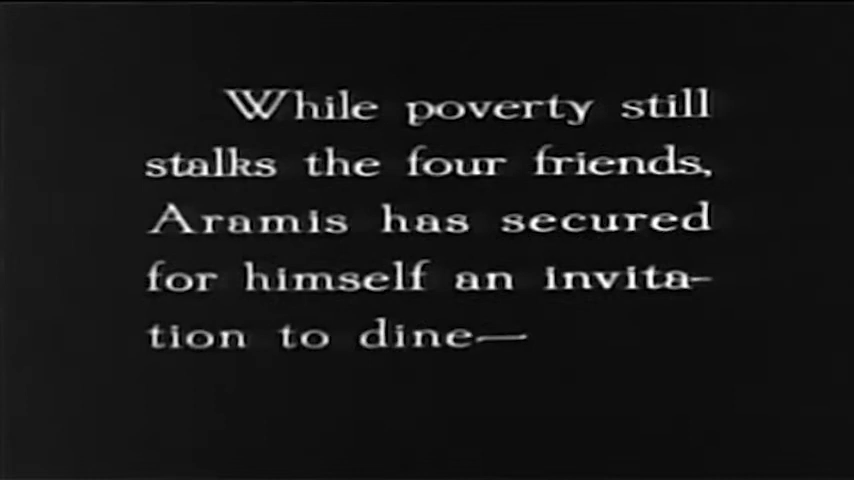 While poverty still
stalks the four friends,
Aramis has secured
for himself an invita-
tion to dine—